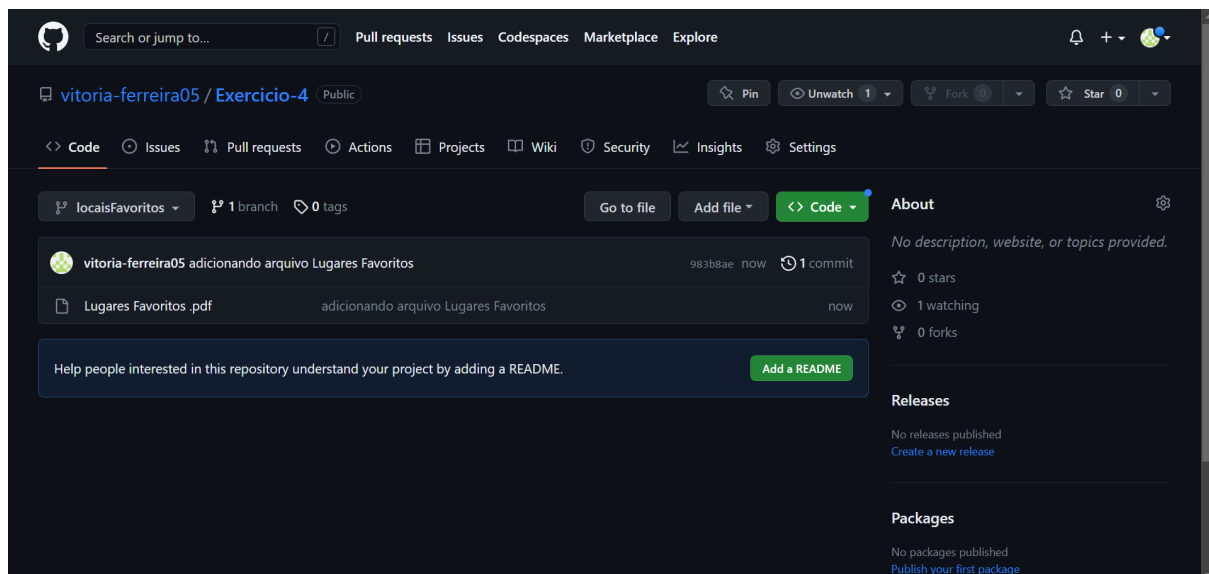 Search or jump to... / Pull requests Issues Codespaces Marketplace Explore
vitoria-ferreira05 / Exercicio-4 Public Pin Unwatch 1 Fork 0 Star 0
Code Issues Pull requests Actions Projects Wiki Security Insights Settings
locaisFavoritos 1 branch 0 tags Go to file Add file Code
vitoria-ferreira05 adicionando arquivo Lugares Favoritos 983b8ae now 1 commit
Lugares Favoritos .pdf adicionando arquivo Lugares Favoritos now
Help people interested in this repository understand your project by adding a README. Add a README
About
No description, website, or topics provided.
0 stars
1 watching
0 forks
Releases
No releases published
Create a new release
Packages
No packages published
Publish your first package